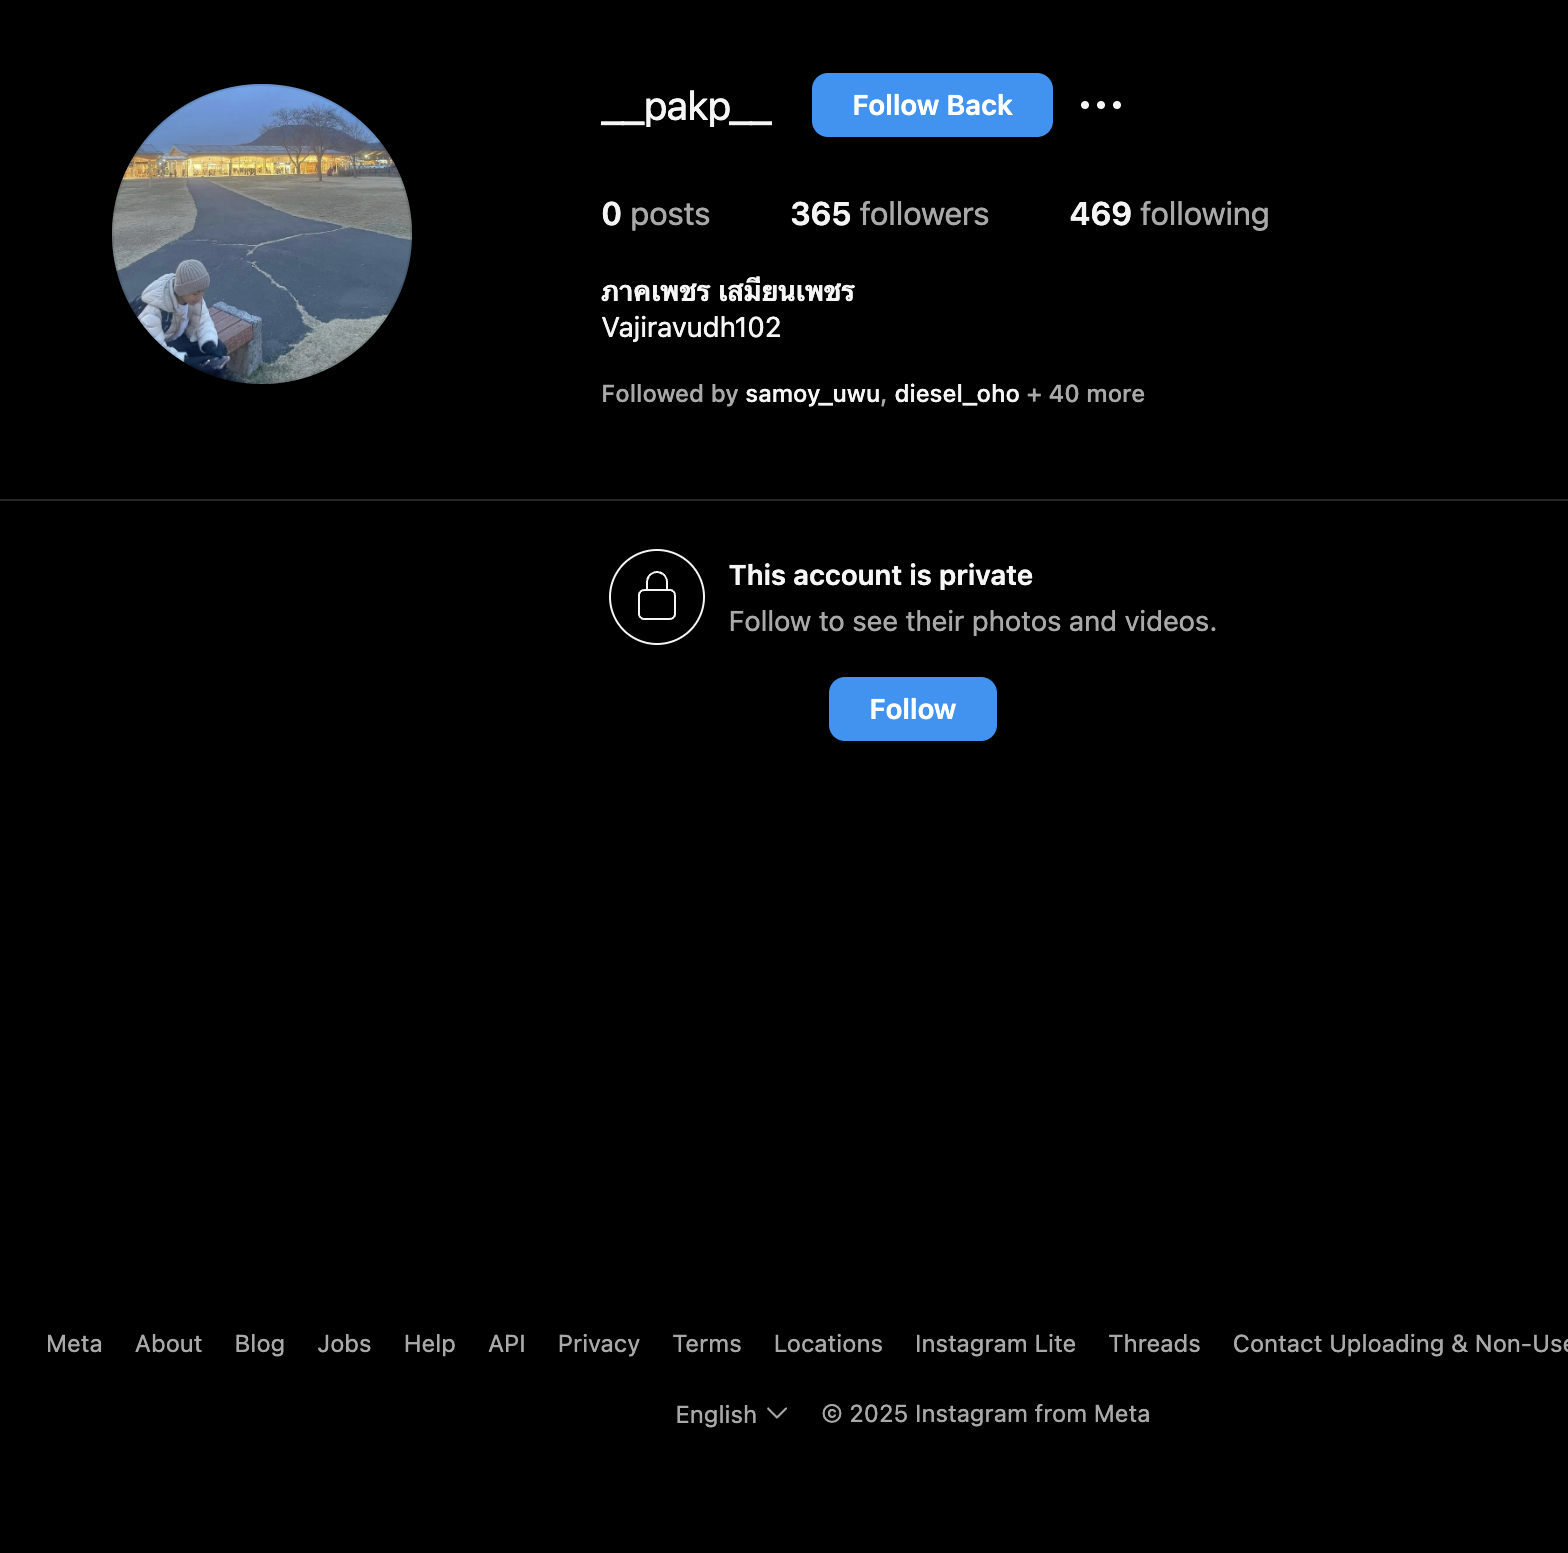 __pakp__
Follow Back
0 posts
365 followers
469 following
ภาคเพชร เสมียนเพชร
Vajiravudh102
Followed by samoy_uwu, diesel_oho + 40 more
This account is private
Follow to see their photos and videos.
Follow
Meta About Blog Jobs Help API Privacy Terms Locations Instagram Lite Threads Contact Uploading & Non-Use
English © 2025 Instagram from Meta